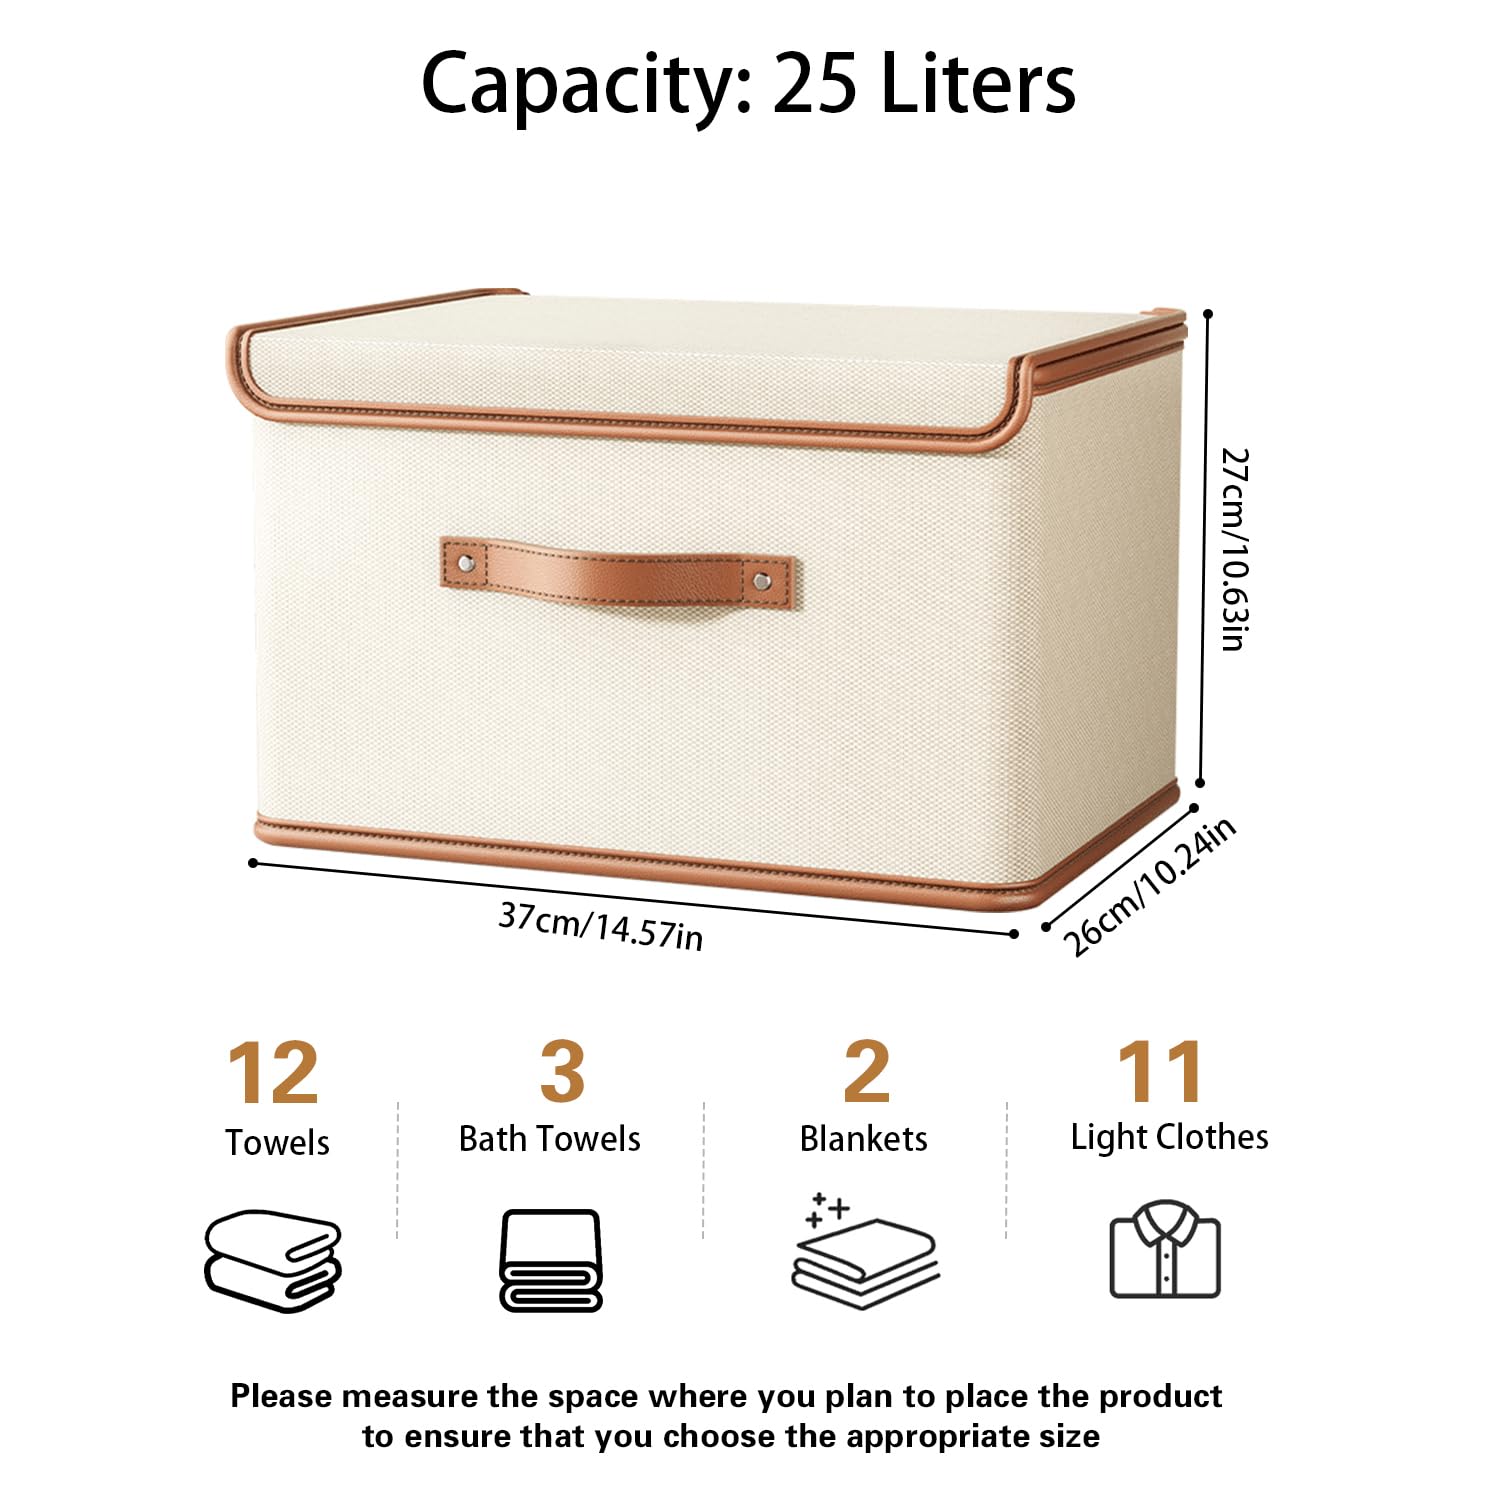 Capacity: 25 Liters
27cm/10.63in
26cm/10.24in
37cm/14.57in
12
Towels
3
Bath Towels
2
Blankets
11
Light Clothes
Please measure the space where you plan to place the product
to ensure that you choose the appropriate size